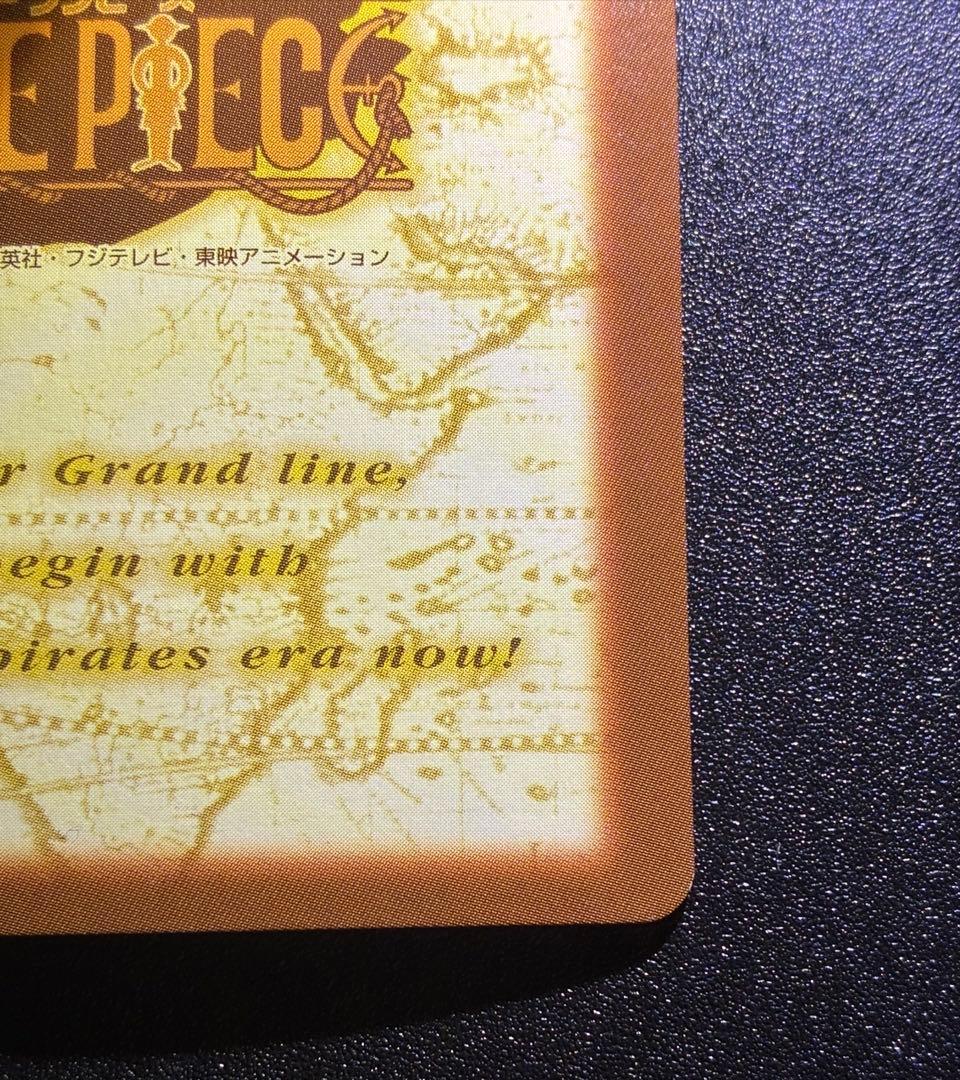 E PIECE
英社・フジテレビ・東映アニメーション
r Grand line,
egin with
pirates era now!